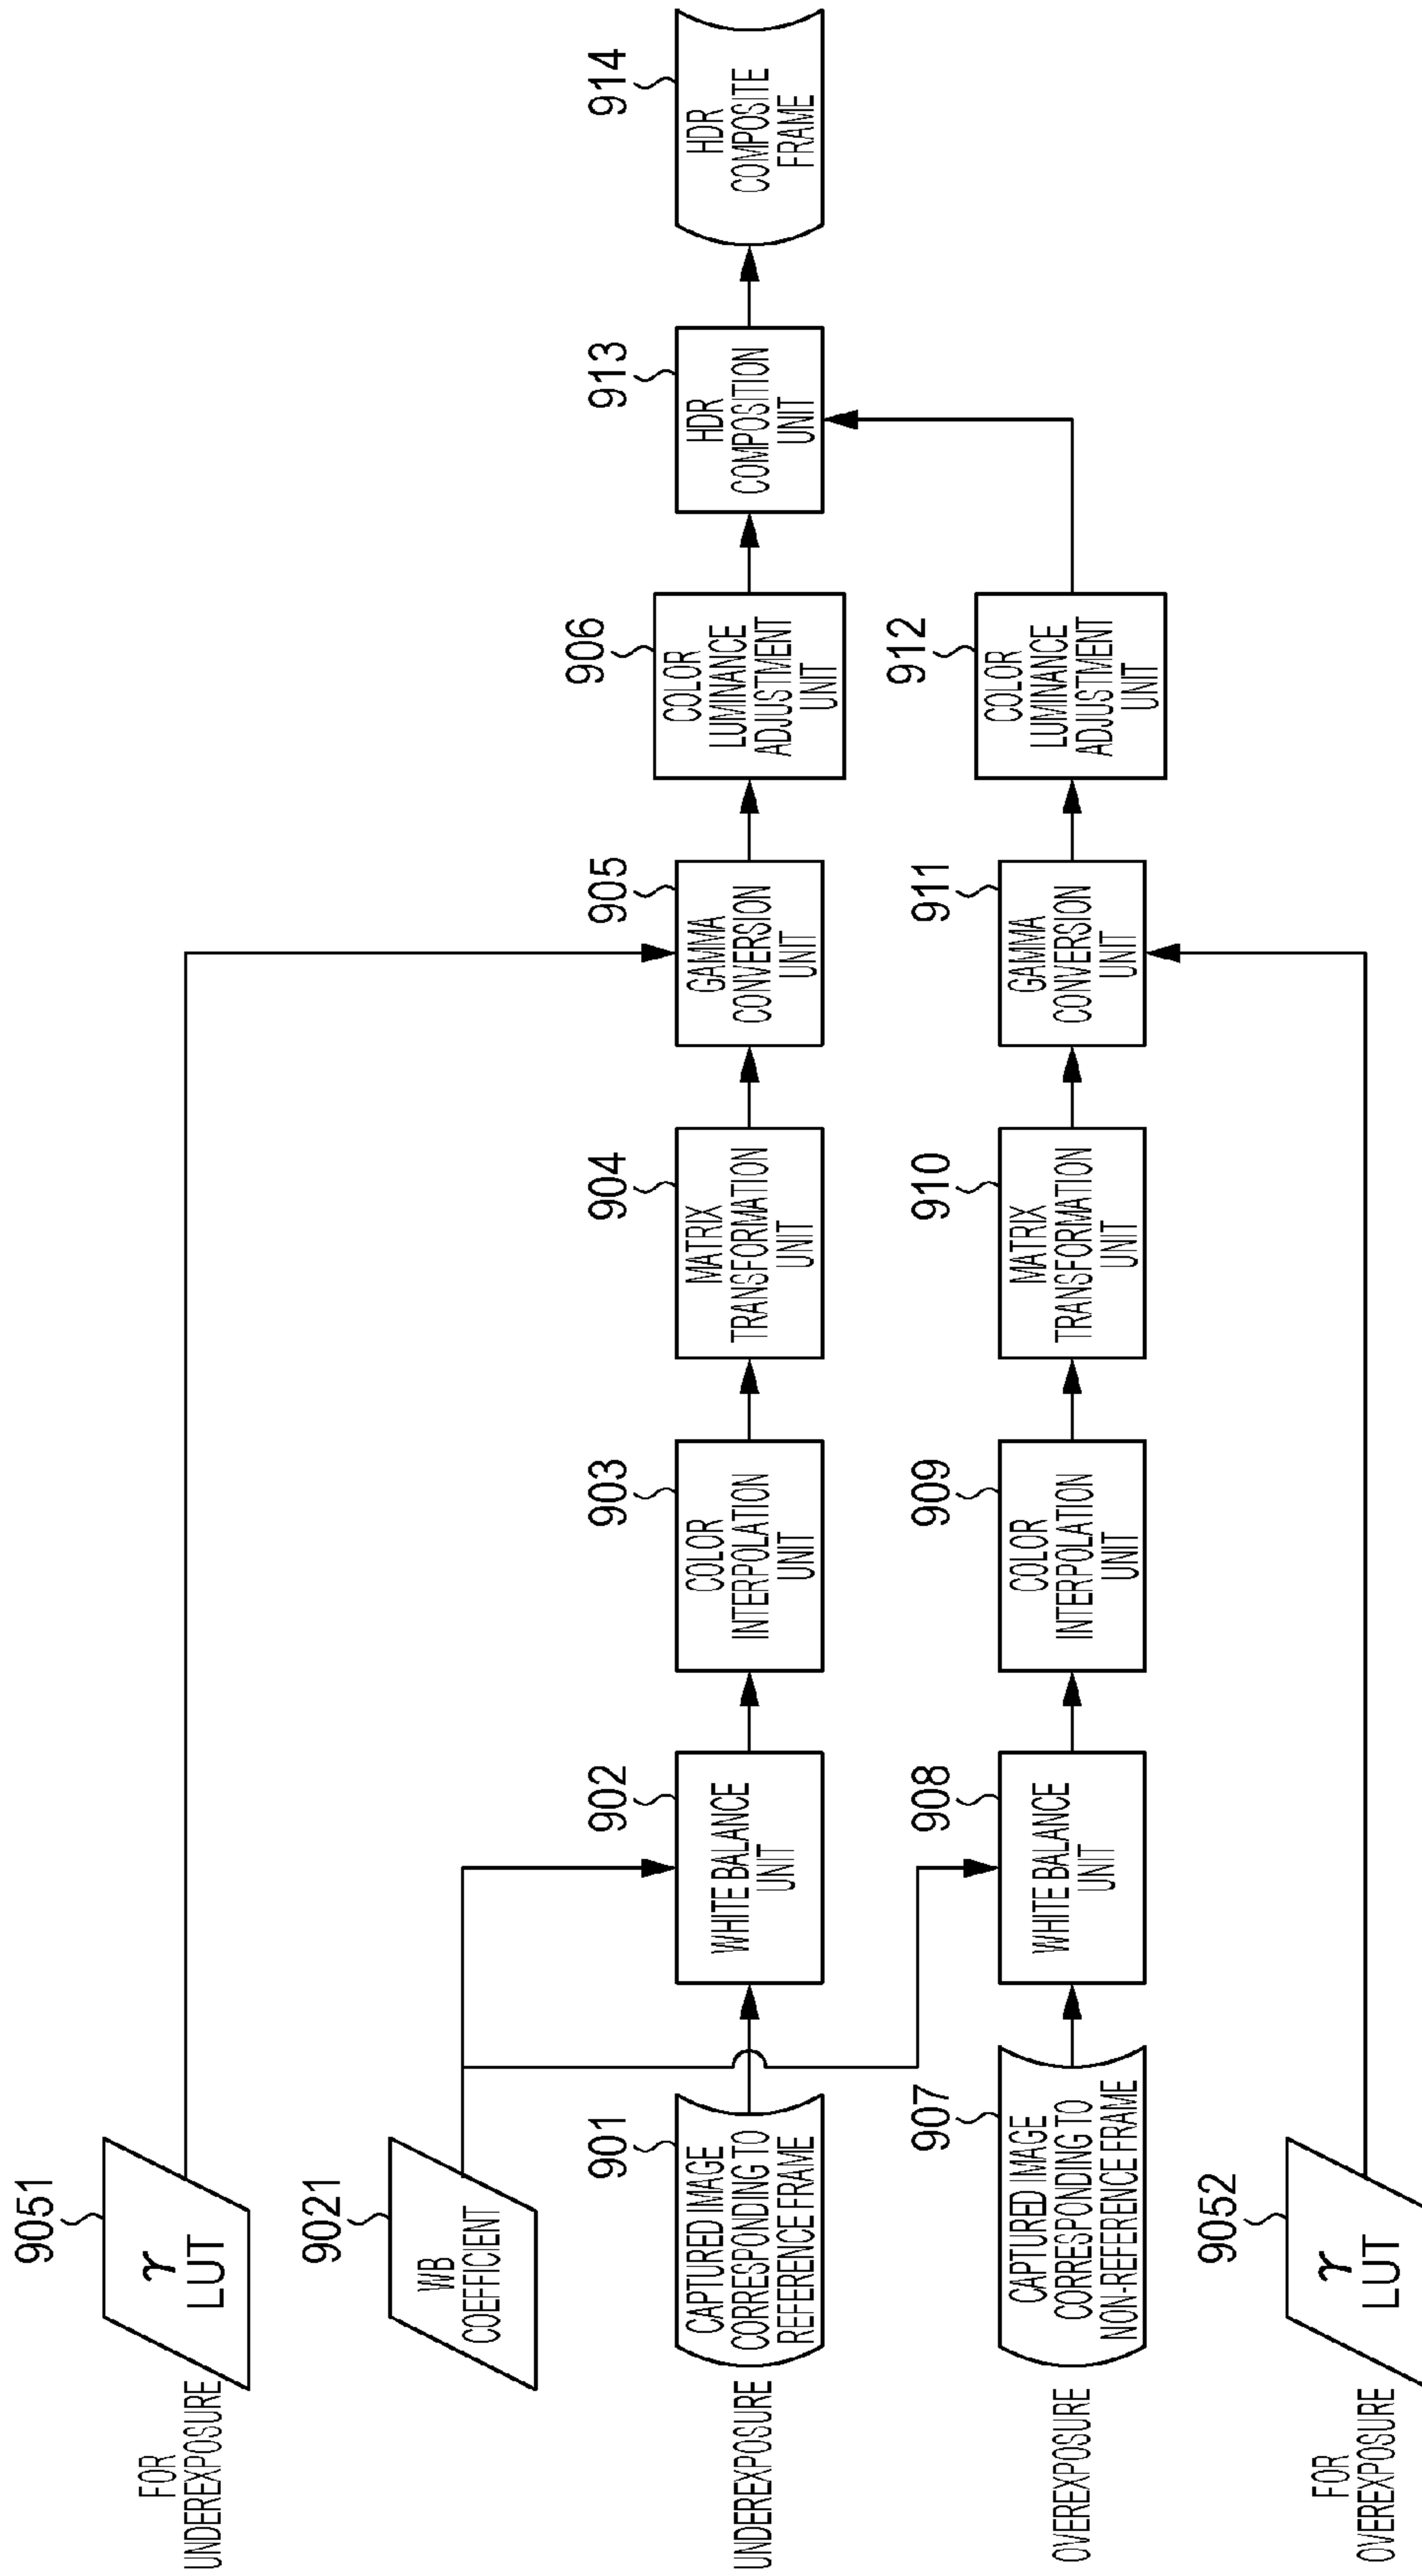 9051
FOR
UNDEREXPOSURE
γ
LUT
9021
WB
COEFFICIENT
UNDEREXPOSURE
901
CAPTURED IMAGE
CORRESPONDING TO
REFERENCE FRAME
902
WHITE BALANCE
UNIT
903
COLOR
INTERPOLATION
UNIT
904
MATRIX
TRANSFORMATION
UNIT
905
GAMMA
CONVERSION
UNIT
906
COLOR
LUMINANCE
ADJUSTMENT
UNIT
913
HDR
COMPOSITION
UNIT
914
HDR
COMPOSITE
FRAME
OVEREXPOSURE
907
CAPTURED IMAGE
CORRESPONDING TO
NON-REFERENCE FRAME
908
WHITE BALANCE
UNIT
909
COLOR
INTERPOLATION
UNIT
910
MATRIX
TRANSFORMATION
UNIT
911
GAMMA
CONVERSION
UNIT
912
COLOR
LUMINANCE
ADJUSTMENT
UNIT
9052
FOR
OVEREXPOSURE
γ
LUT